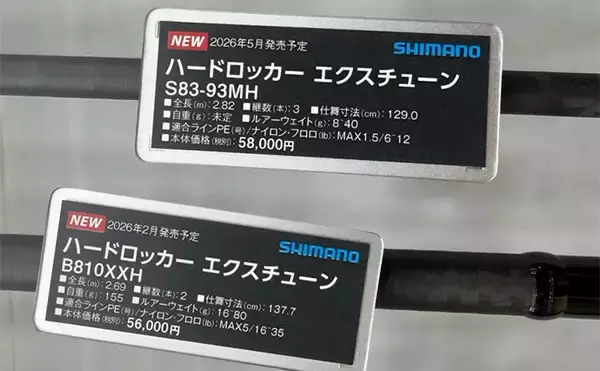 NEW 2026年5月発売予定 SHIMANO
ハードロッカー エクスチューン
S83-93MH
■全長(m)：2.82 ■継数(本)：3 ■仕舞寸法(cm)：129.0
■自重(g)：未定 ■ルアーウェイト(g)：8~40
■適合ラインPE(号)/ナイロン・フロロ(lb)：MAX1.5/6~12
■本体価格(税別)：58,000円
NEW 2026年2月発売予定 SHIMANO
ハードロッカー エクスチューン
B810XXH
■全長(m)：2.69 ■継数(本)：2 ■仕舞寸法(cm)：137.7
■自重(g)：155 ■ルアーウェイト(g)：16~80
■適合ラインPE(号)/ナイロン・フロロ(lb)：MAX5/16~35
■本体価格(税別)：56,000円